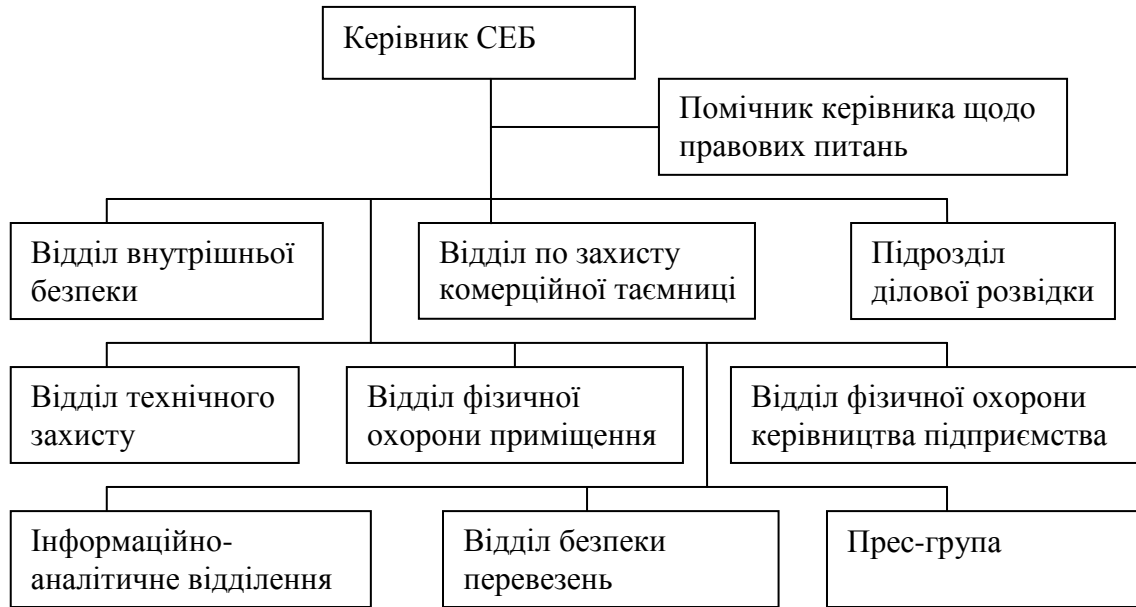 Керівник СЕБ
Помічник керівника щодо
правових питань
Відділ внутрішньої
безпеки
Відділ по захисту
комерційної таємниці
Підрозділ
ділової розвідки
Відділ технічного
захисту
Відділ фізичної
охорони приміщення
Відділ фізичної охорони
керівництва підприємства
Інформаційно-
аналітичне відділення
Відділ безпеки
перевезень
Прес-група